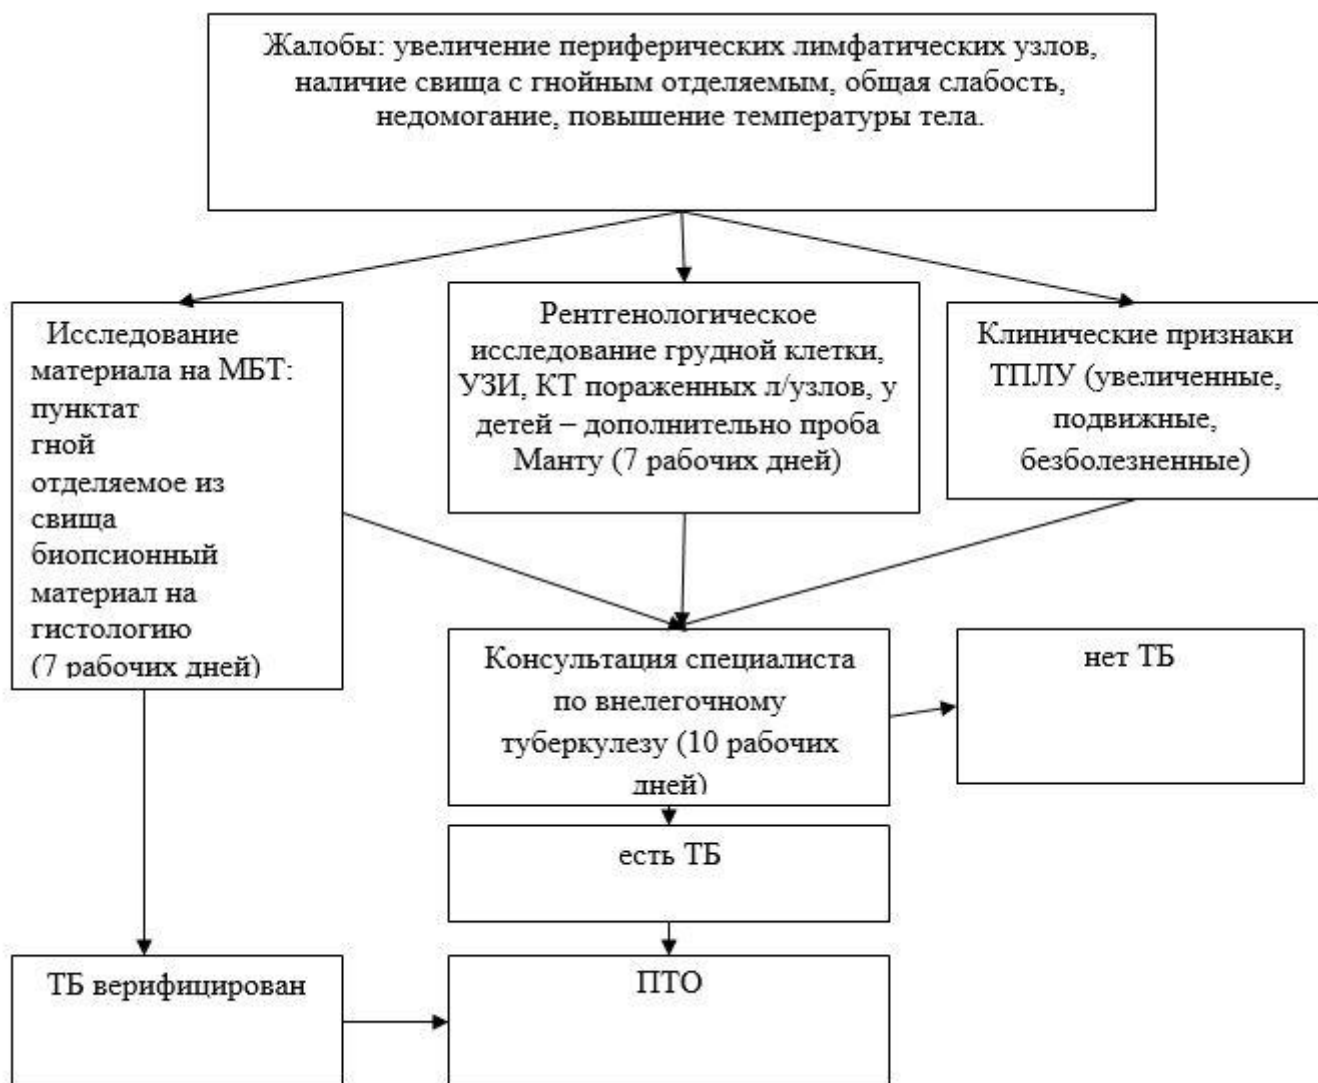 Жалобы: увеличение периферических лимфатических узлов,
наличие свища с гнойным отделяемым, общая слабость,
недомогание, повышение температуры тела.
Исследование
материала на МБТ:
пунктат
гной
отделяемое из
свища
биопсионный
материал на
гистологию
(7 рабочих дней)
Рентгенологическое
исследование грудной клетки,
УЗИ, КТ пораженных л/узлов, у
детей – дополнительно проба
Манту (7 рабочих дней)
Клинические признаки
ТПЛУ (увеличенные,
подвижные,
безболезненные)
Консультация специалиста
по внелегочному
туберкулезу (10 рабочих
дней)
нет ТБ
есть ТБ
ТБ верифицирован
ПТО